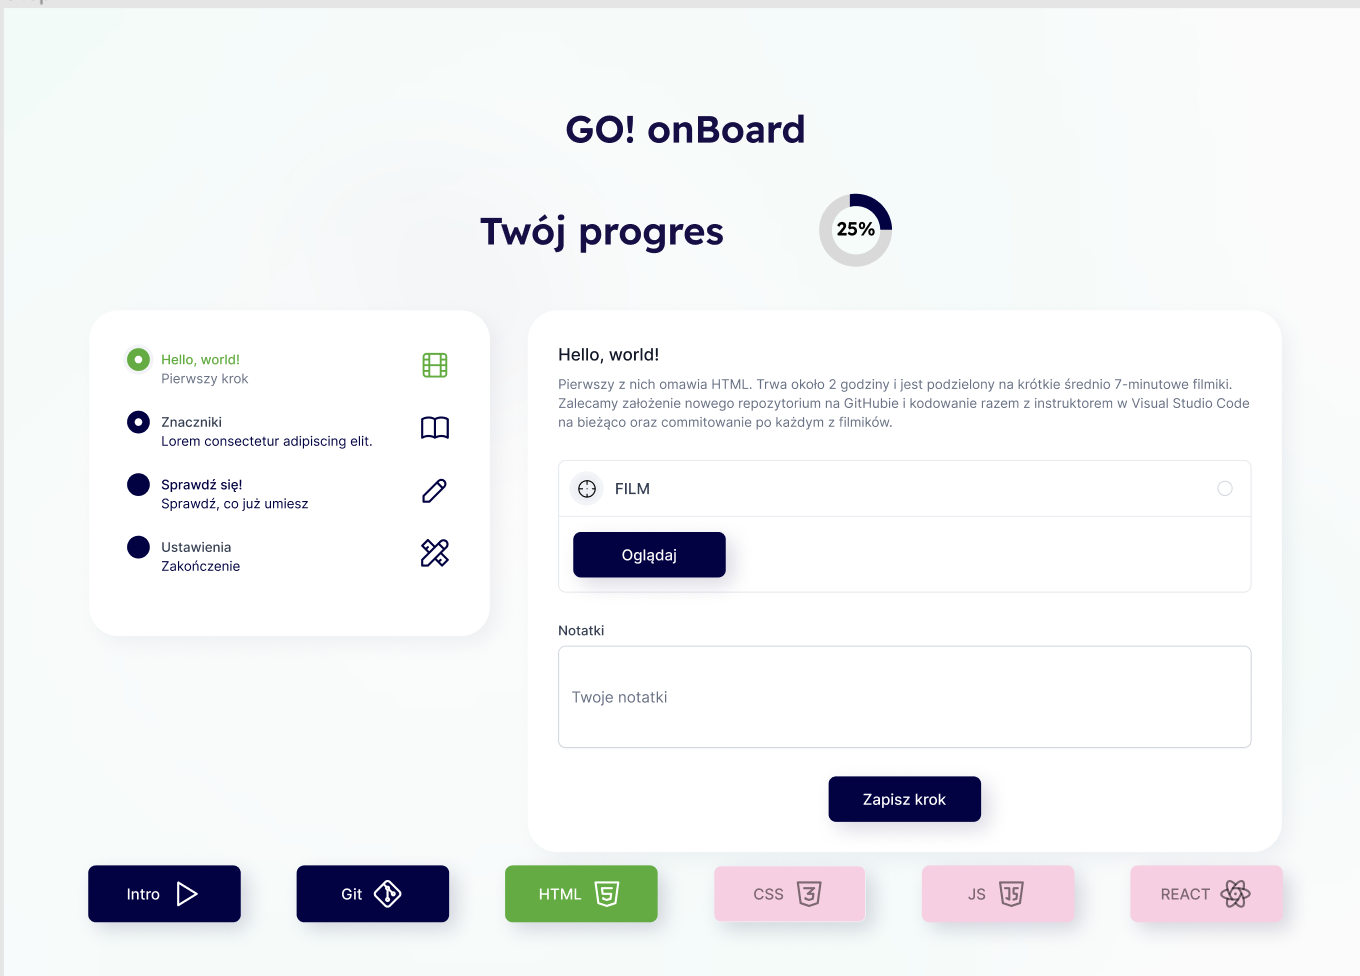 GO! onBoard
Twój progres
25%
Hello, world!
Pierwszy krok
Znaczniki
Lorem consectetur adipiscing elit.
Sprawdź się!
Sprawdź, co już umiesz
Ustawienia
Zakończenie
Hello, world!
Pierwszy z nich omawia HTML. Trwa około 2 godziny i jest podzielony na krótkie średnio 7-minutowe filmiki.
Zalecamy założenie nowego repozytorium na GitHubie i kodowanie razem z instruktorem w Visual Studio Code
na bieżąco oraz commitowanie po każdym z filmików.
FILM
Oglądaj
Notatki
Twoje notatki
Zapisz krok
Intro
Git
HTML 5
CSS 3
JS JS
REACT